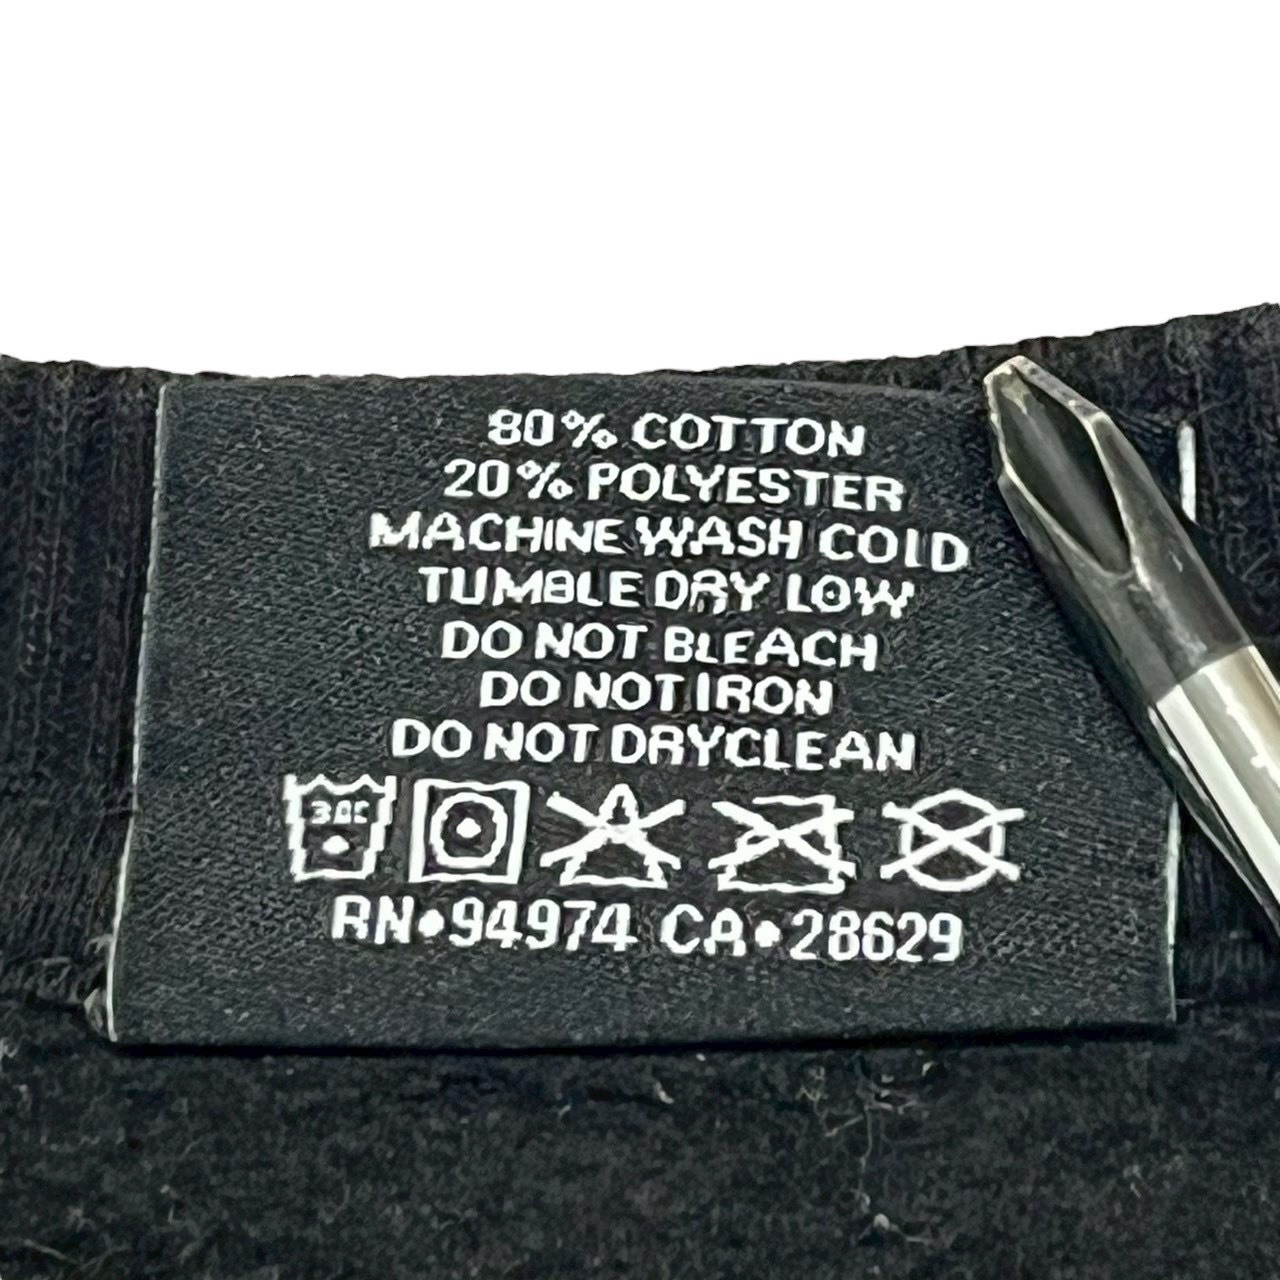 80% COTTON
20% POLYESTER
MACHINE WASH COLD
TUMBLE DRY LOW
DO NOT BLEACH
DO NOT IRON
DO NOT DRYCLEAN
30C
RN•94974 CA•28629